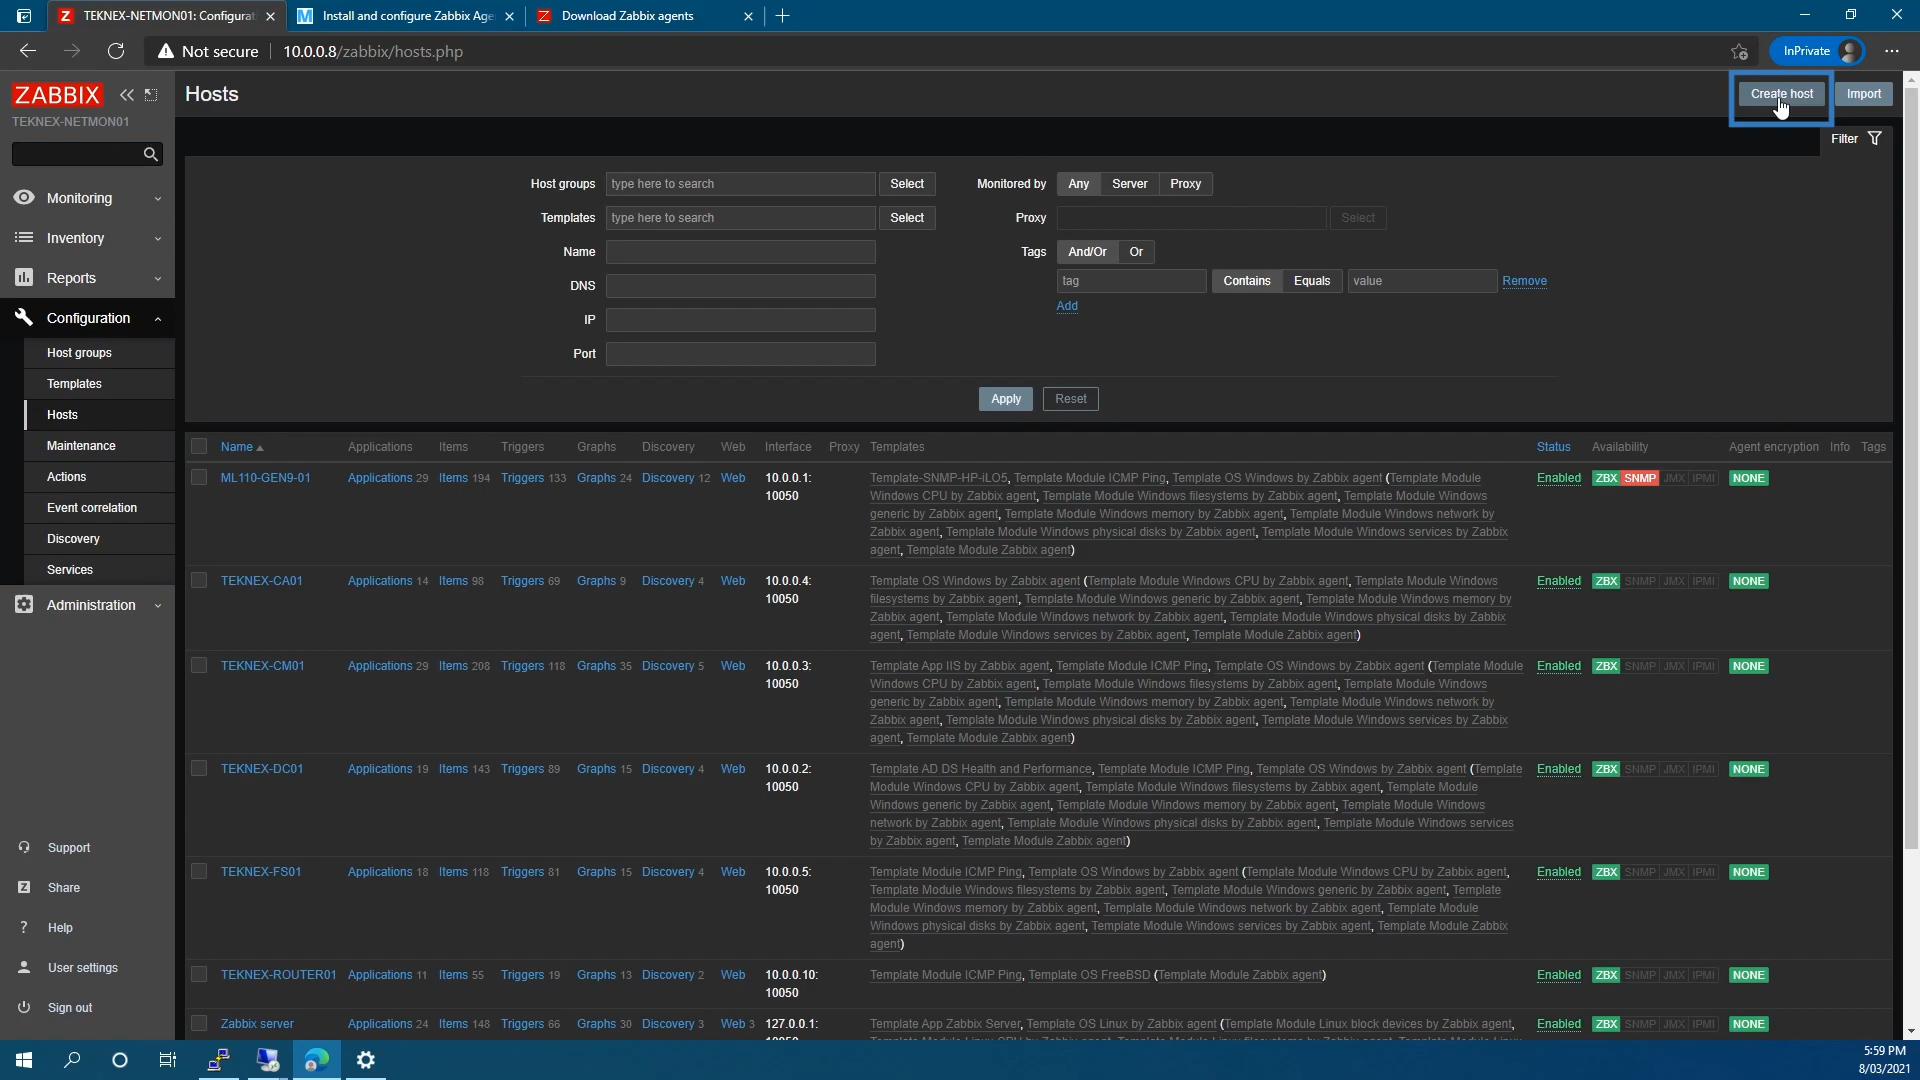 TEKNEX-NETMON01: Configurat
Install and configure Zabbix Age
Download Zabbix agents
Not secure
10.0.0.8/zabbix/hosts.php
InPrivate
ZABBIX
TEKNEX-NETMON01
Monitoring
Inventory
Reports
Configuration
Host groups
Templates
Hosts
Maintenance
Actions
Event correlation
Discovery
Services
Administration
Support
Share
Help
User settings
Sign out
Hosts
Create host
Import
Filter
Host groups type here to search Select
Templates type here to search Select
Name
DNS
IP
Port
Monitored by Any Server Proxy
Proxy Select
Tags And/Or Or
tag Contains Equals value Remove
Add
Apply Reset
Name Applications Items Triggers Graphs Discovery Web Interface Proxy Templates Status Availability Agent encryption Info Tags
ML110-GEN9-01 Applications 29 Items 194 Triggers 133 Graphs 24 Discovery 12 Web 10.0.0.1: Template-SNMP-HP-iLO5, Template Module ICMP Ping, Template OS Windows by Zabbix agent (Template Module Enabled ZBX SNMP JMX IPMI NONE
10050 Windows CPU by Zabbix agent, Template Module Windows filesystems by Zabbix agent, Template Module Windows
generic by Zabbix agent, Template Module Windows memory by Zabbix agent, Template Module Windows network by
Zabbix agent, Template Module Windows physical disks by Zabbix agent, Template Module Windows services by Zabbix
agent, Template Module Zabbix agent)
TEKNEX-CA01 Applications 14 Items 98 Triggers 69 Graphs 9 Discovery 4 Web 10.0.0.4: Template OS Windows by Zabbix agent (Template Module Windows CPU by Zabbix agent, Template Module Windows Enabled ZBX SNMP JMX IPMI NONE
10050 filesystems by Zabbix agent, Template Module Windows generic by Zabbix agent, Template Module Windows memory by
Zabbix agent, Template Module Windows network by Zabbix agent, Template Module Windows physical disks by Zabbix
agent, Template Module Windows services by Zabbix agent, Template Module Zabbix agent)
TEKNEX-CM01 Applications 29 Items 208 Triggers 118 Graphs 35 Discovery 5 Web 10.0.0.3: Template App IIS by Zabbix agent, Template Module ICMP Ping, Template OS Windows by Zabbix agent (Template Module Enabled ZBX SNMP JMX IPMI NONE
10050 Windows CPU by Zabbix agent, Template Module Windows filesystems by Zabbix agent, Template Module Windows
generic by Zabbix agent, Template Module Windows memory by Zabbix agent, Template Module Windows network by
Zabbix agent, Template Module Windows physical disks by Zabbix agent, Template Module Windows services by Zabbix
agent, Template Module Zabbix agent)
TEKNEX-DC01 Applications 19 Items 143 Triggers 89 Graphs 15 Discovery 4 Web 10.0.0.2: Template AD DS Health and Performance, Template Module ICMP Ping, Template OS Windows by Zabbix agent (Template Enabled ZBX SNMP JMX IPMI NONE
10050 Module Windows CPU by Zabbix agent, Template Module Windows filesystems by Zabbix agent, Template Module
Windows generic by Zabbix agent, Template Module Windows memory by Zabbix agent, Template Module Windows
network by Zabbix agent, Template Module Windows physical disks by Zabbix agent, Template Module Windows services
by Zabbix agent, Template Module Zabbix agent)
TEKNEX-FS01 Applications 18 Items 118 Triggers 81 Graphs 15 Discovery 4 Web 10.0.0.5: Template Module ICMP Ping, Template OS Windows by Zabbix agent (Template Module Windows CPU by Zabbix agent, Enabled ZBX SNMP JMX IPMI NONE
10050 Template Module Windows filesystems by Zabbix agent, Template Module Windows generic by Zabbix agent, Template
Module Windows memory by Zabbix agent, Template Module Windows network by Zabbix agent, Template Module
Windows physical disks by Zabbix agent, Template Module Windows services by Zabbix agent, Template Module Zabbix
agent)
TEKNEX-ROUTER01 Applications 11 Items 55 Triggers 19 Graphs 13 Discovery 2 Web 10.0.0.10: Template Module ICMP Ping, Template OS FreeBSD (Template Module Zabbix agent) Enabled ZBX SNMP JMX IPMI NONE
10050
Zabbix server Applications 24 Items 148 Triggers 66 Graphs 30 Discovery 3 Web 3 127.0.0.1: Template App Zabbix Server, Template OS Linux by Zabbix agent (Template Module Linux block devices by Zabbix agent, Enabled ZBX SNMP JMX IPMI NONE
5:59 PM
8/03/2021